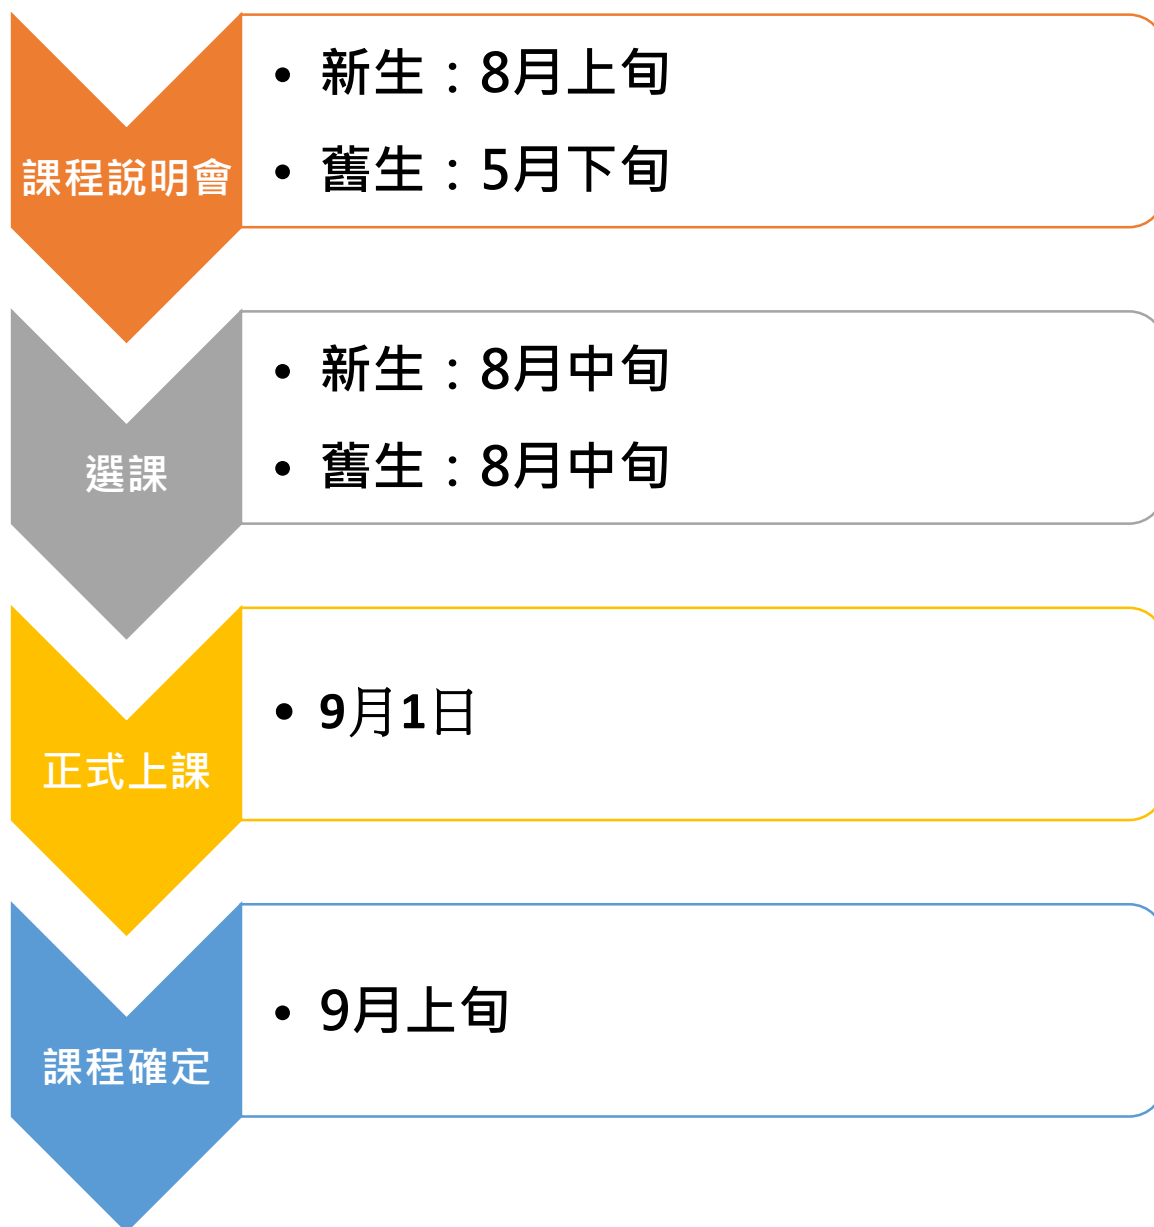 課程說明會
• 新生：8月上旬
• 舊生：5月下旬
選課
• 新生：8月中旬
• 舊生：8月中旬
正式上課
• 9月1日
課程確定
• 9月上旬